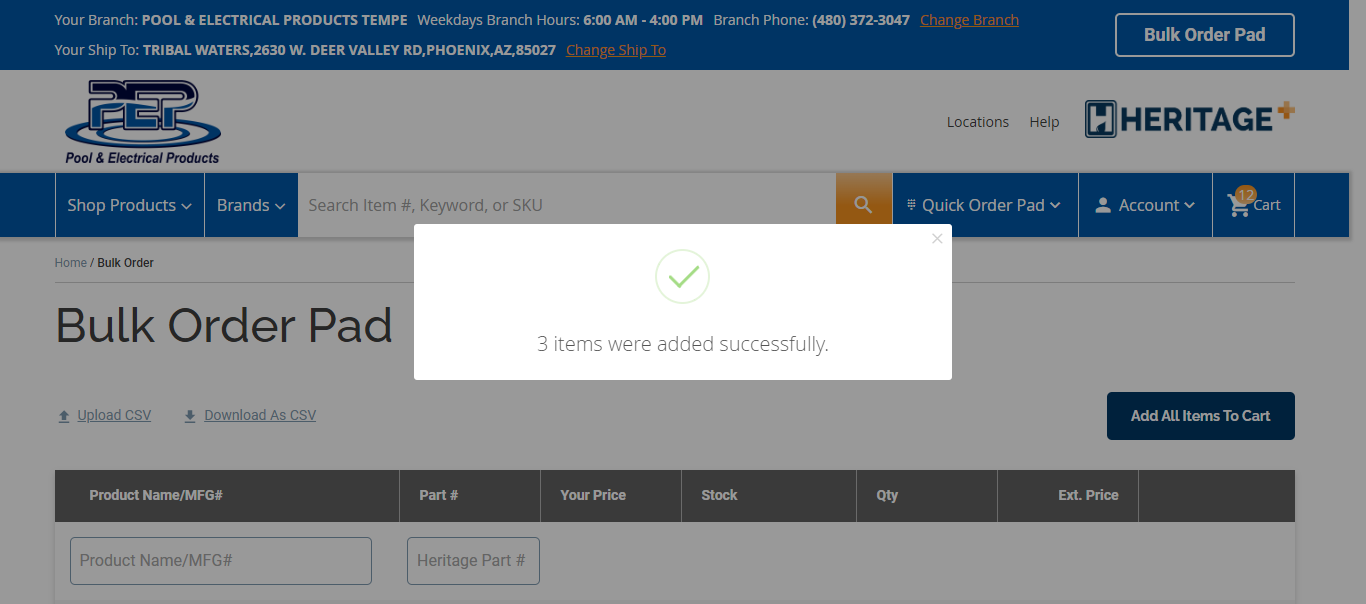 Your Branch: POOL & ELECTRICAL PRODUCTS TEMPE Weekdays Branch Hours: 6:00 AM - 4:00 PM Branch Phone: (480) 372-3047 Change Branch
Your Ship To: TRIBAL WATERS,2630 W. DEER VALLEY RD,PHOENIX,AZ,85027 Change Ship To
Bulk Order Pad
PEP
Pool & Electrical Products
Locations Help HERITAGE+
Shop Products Brands Search Item #, Keyword, or SKU Quick Order Pad Account 12 Cart
Home / Bulk Order
Bulk Order Pad
3 items were added successfully.
Upload CSV Download As CSV Add All Items To Cart
Product Name/MFG# Part # Your Price Stock Qty Ext. Price
Product Name/MFG# Heritage Part #